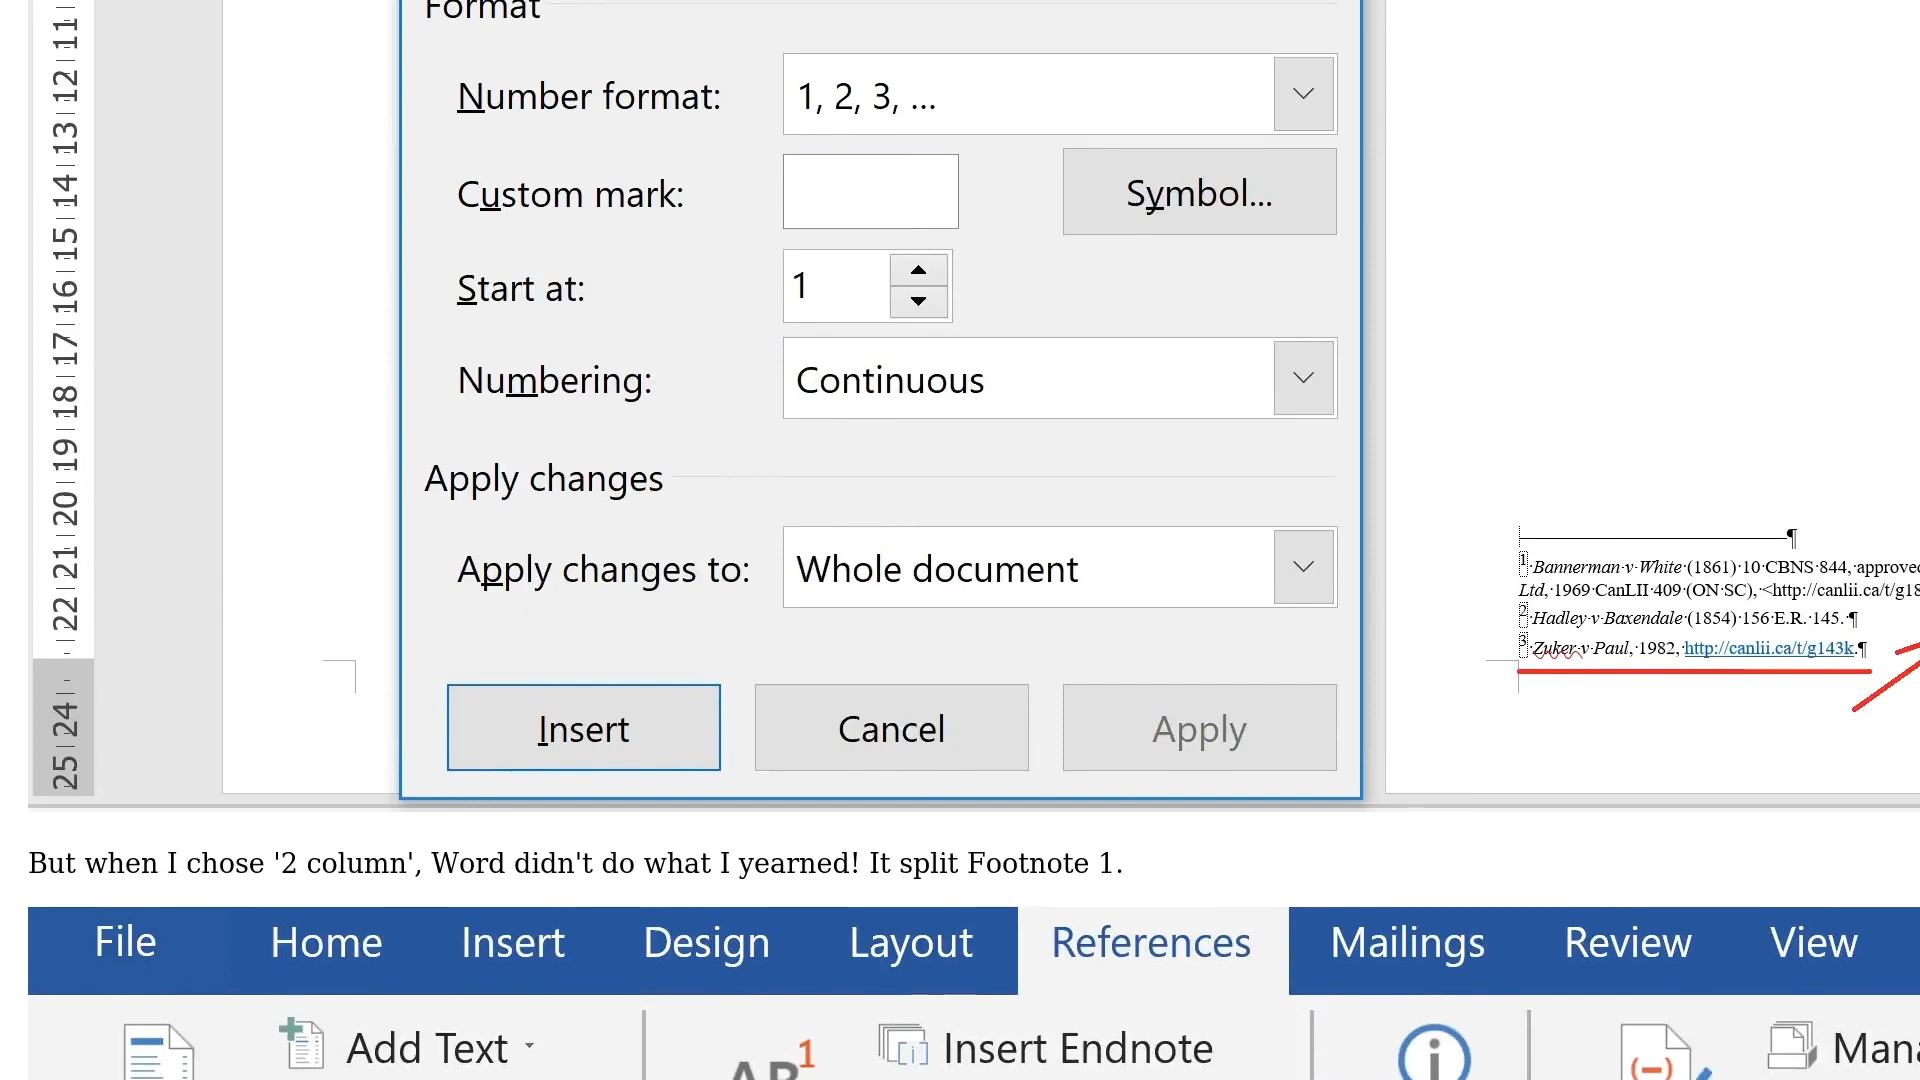 Format
11
12
13
14
15
16
17
18
19
20
21
22
24
25
Number format:
1, 2, 3, ...
Custom mark:
Symbol...
Start at:
1
Numbering:
Continuous
Apply changes
Apply changes to:
Whole document
Insert
Cancel
Apply
¶
1·Bannerman·v·White·(1861)·10·CBNS·844,·approved
Ltd,·1969·CanLII·409·(ON·SC),·<http://canlii.ca/t/g18
2·Hadley·v·Baxendale·(1854)·156·E.R.·145.·¶
3·Zuker·v·Paul,·1982,·http://canlii.ca/t/g143k.¶
But when I chose '2 column', Word didn't do what I yearned! It split Footnote 1.
File Home Insert Design Layout References Mailings Review View
Add Text
AB1
Insert Endnote
Mana